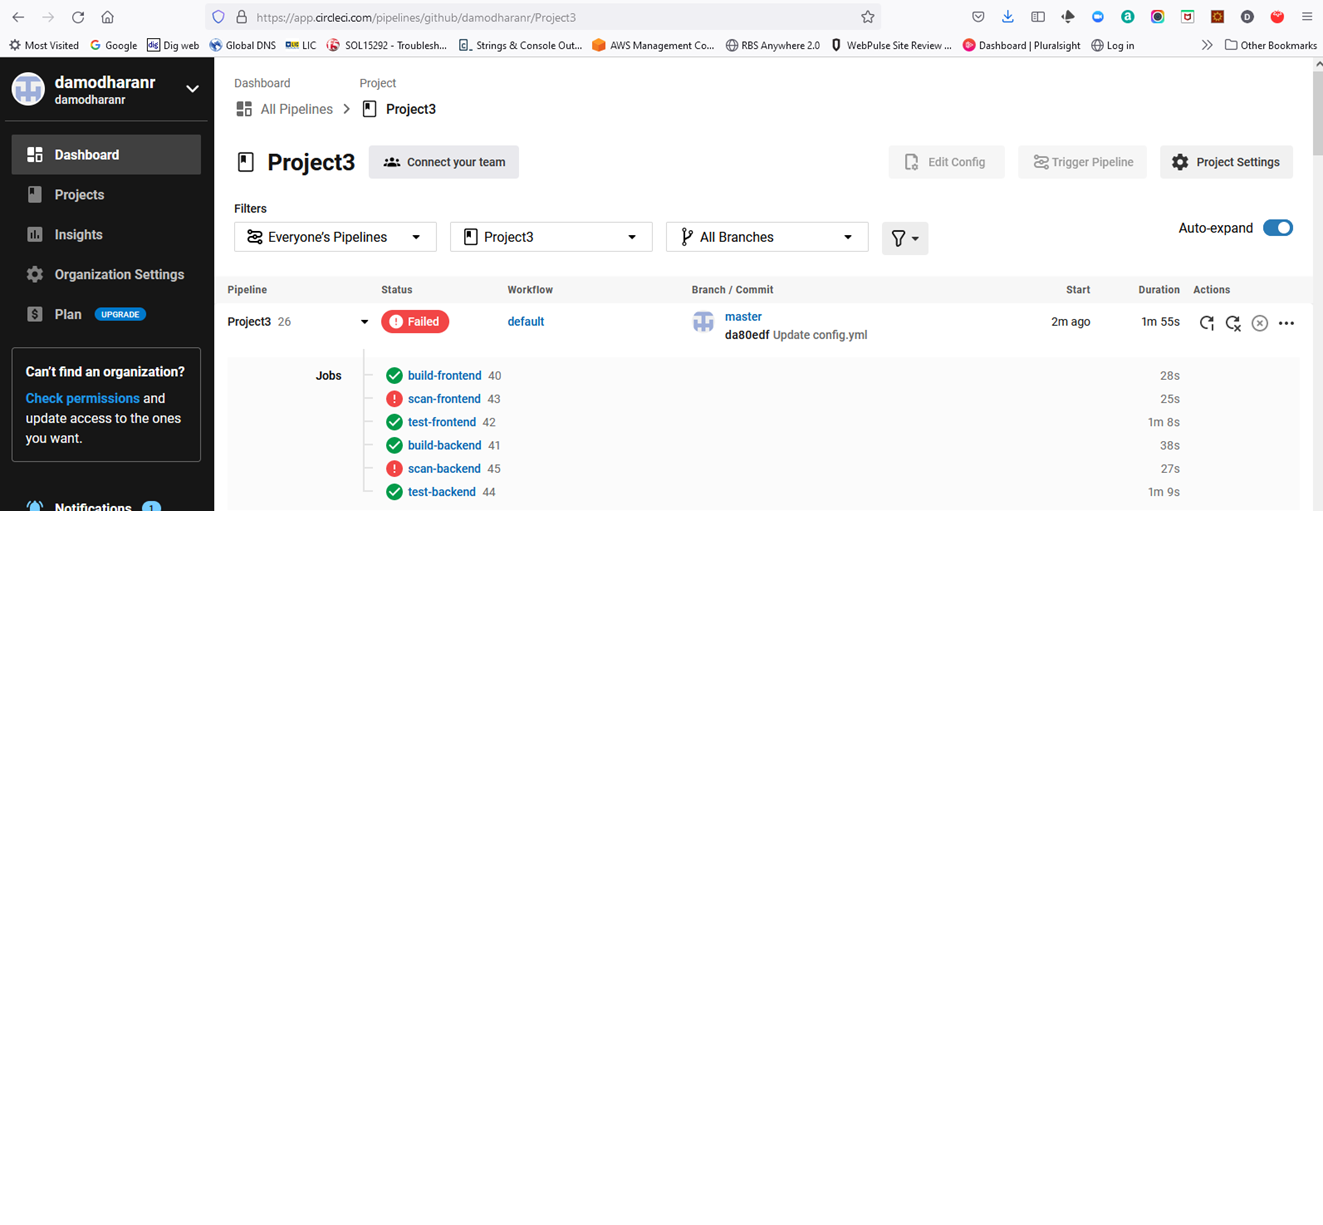 https://app.circleci.com/pipelines/github/damodharanr/Project3
Most Visited Google Dig web Global DNS LIC SOL15292 - Troublesh... Strings & Console Out... AWS Management Co... RBS Anywhere 2.0 WebPulse Site Review ... Dashboard | Pluralsight Log in Other Bookmarks
damodharanr
damodharanr
Dashboard
Projects
Insights
Organization Settings
Plan UPGRADE
Can't find an organization?
Check permissions and
update access to the ones
you want.
Notifications 1
Dashboard Project
All Pipelines Project3
Project3 Connect your team Edit Config Trigger Pipeline Project Settings
Filters
Everyone's Pipelines Project3 All Branches Auto-expand
Pipeline Status Workflow Branch / Commit Start Duration Actions
Project3 26 Failed default master 2m ago 1m 55s
da80edf Update config.yml
Jobs build-frontend 40 28s
scan-frontend 43 25s
test-frontend 42 1m 8s
build-backend 41 38s
scan-backend 45 27s
test-backend 44 1m 9s